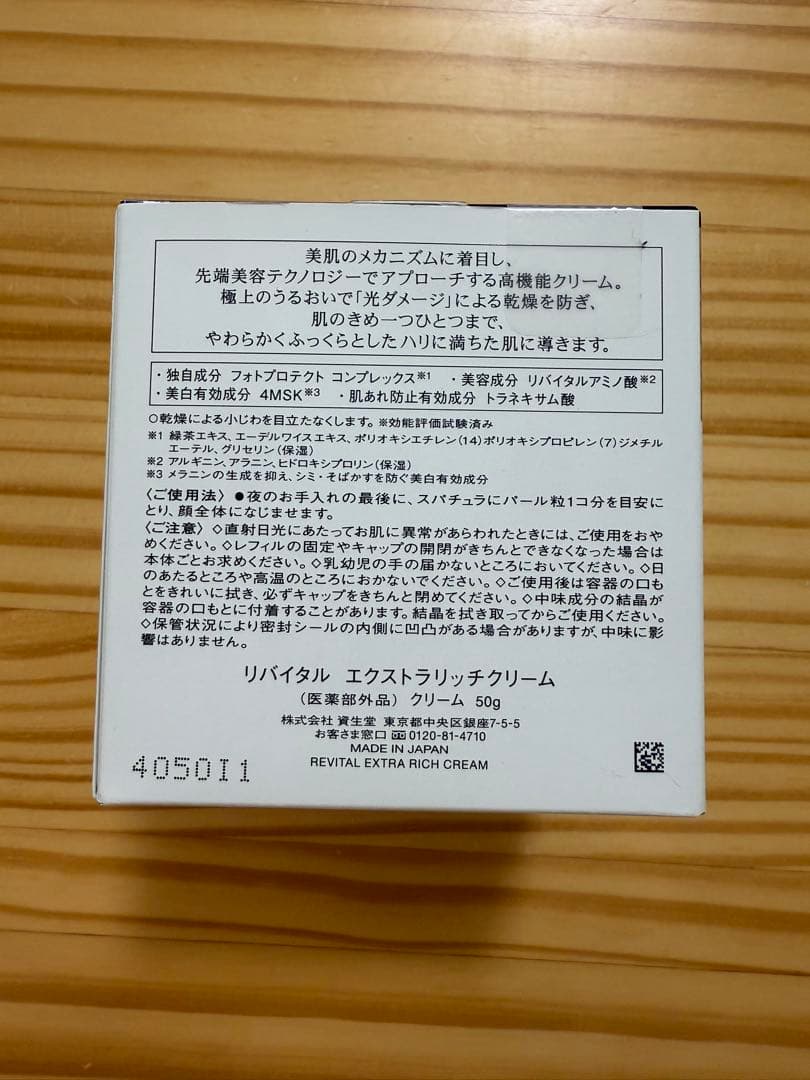 美肌のメカニズムに着目し、
先端美容テクノロジーでアプローチする高機能クリーム。
極上のうるおいで「光ダメージ」による乾燥を防ぎ、
肌のきめ一つひとつまで、
やわらかくふっくらとしたハリに満ちた肌に導きます。
・独自成分 フォトプロテクト コンプレックス※1 ・美容成分 リバイタルアミノ酸※2
・美白有効成分 4MSK※3 ・肌あれ防止有効成分 トラネキサム酸
○乾燥による小じわを目立たなくします。※効能評価試験済み
※1 緑茶エキス、エーデルワイスエキス、ポリオキシエチレン(14)ポリオキシプロピレン(7)ジメチル
エーテル、グリセリン(保湿)
※2 アルギニン、アラニン、ヒドロキシプロリン(保湿)
※3 メラニンの生成を抑え、シミ・そばかすを防ぐ美白有効成分
〈ご使用法〉●夜のお手入れの最後に、スパチュラにパール粒1コ分を目安に
とり、顔全体になじませます。
〈ご注意〉◇直射日光にあたってお肌に異常があらわれたときには、ご使用をおや
めください。◇レフィルの固定やキャップの開閉がきちんとできなくなった場合は
本体ごとお求めください。◇乳幼児の手の届かないところにおいてください。◇日
のあたるところや高温のところにおかないでください。◇ご使用後は容器の口も
とをきれいに拭き、必ずキャップをきちんと閉めてください。◇中味成分の結晶が
容器の口もとに付着することがあります。結晶を拭き取ってからご使用ください。
◇保管状況により密封シールの内側に凹凸がある場合がありますが、中味に影
響はありません。
リバイタル エクストラリッチクリーム
(医薬部外品) クリーム 50g
株式会社 資生堂 東京都中央区銀座7-5-5
お客さま窓口 0120-81-4710
MADE IN JAPAN
REVITAL EXTRA RICH CREAM
4050I1